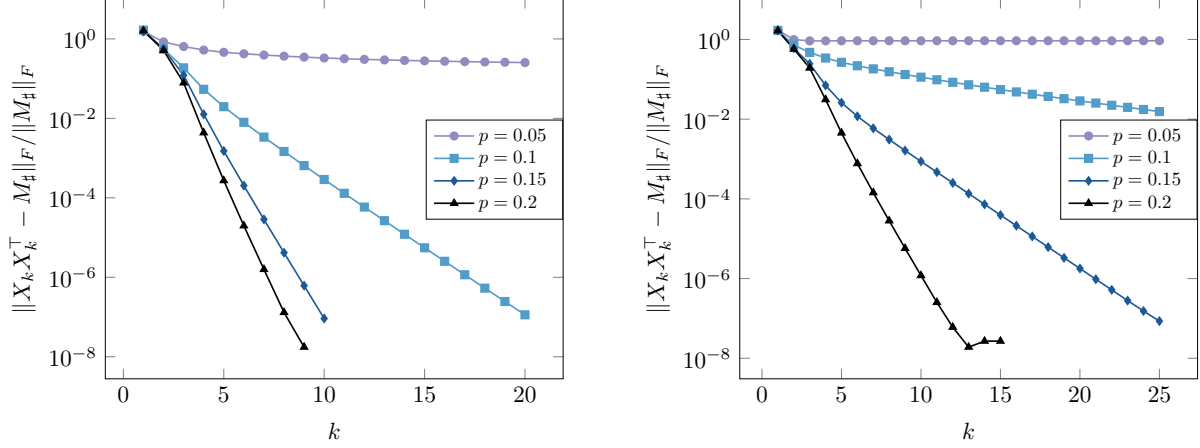 10^0
10^{-2}
10^{-4}
10^{-6}
10^{-8}
∥X_k X_k^⊤ − M_♯∥_F / ∥M_♯∥_F
0 5 10 15 20
k
p = 0.05
p = 0.1
p = 0.15
p = 0.2
10^0
10^{-2}
10^{-4}
10^{-6}
10^{-8}
∥X_k X_k^⊤ − M_♯∥_F / ∥M_♯∥_F
0 5 10 15 20 25
k
p = 0.05
p = 0.1
p = 0.15
p = 0.2